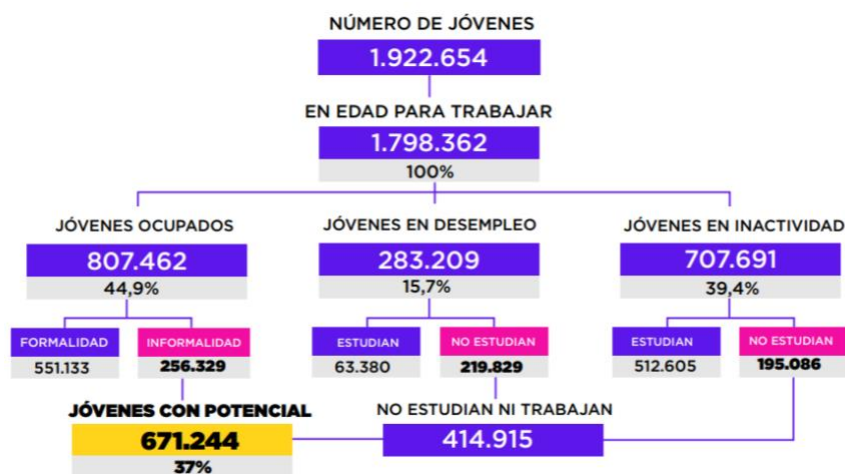 NÚMERO DE JÓVENES
1.922.654
EN EDAD PARA TRABAJAR
1.798.362
100%
JÓVENES OCUPADOS
807.462
44,9%
JÓVENES EN DESEMPLEO
283.209
15,7%
JÓVENES EN INACTIVIDAD
707.691
39,4%
FORMALIDAD
551.133
INFORMALIDAD
256.329
ESTUDIAN
63.380
NO ESTUDIAN
219.829
ESTUDIAN
512.605
NO ESTUDIAN
195.086
JÓVENES CON POTENCIAL
671.244
37%
NO ESTUDIAN NI TRABAJAN
414.915